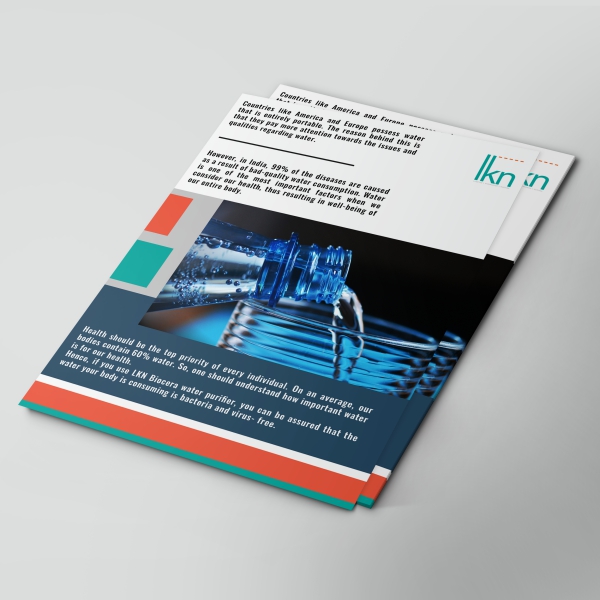 Countries like America and Europe possess
Countries like America and Europe possess water
that is entirely portable. The reason behind this is
that they pay more attention towards the issues and
qualities regarding water.
However, in India, 99% of the diseases are caused
as a result of bad-quality water consumption. Water
is one of the most important factors when we
consider our health, thus resulting in well-being of
our entire body.
lkn
kn
Health should be the top priority of every individual. On an average, our
bodies contain 60% water. So, one should understand how important water
is for our health.
Hence, if you use LKN Biocera water purifier, you can be assured that the
water your body is consuming is bacteria and virus- free.